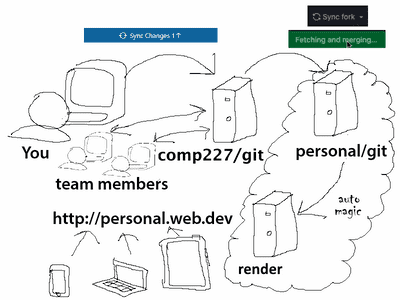 Sync fork
Sync Changes 1↑
Fetching and merging...
You
comp227/git
personal/git
team members
auto
magic
http://personal.web.dev
render